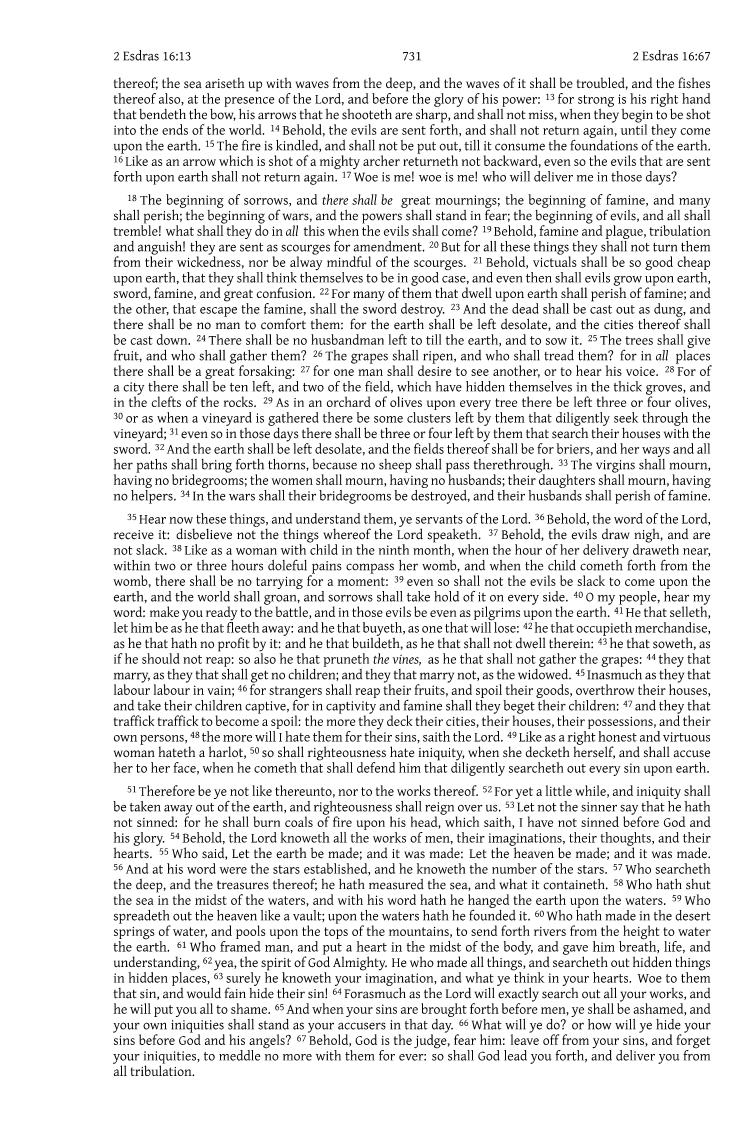 2 Esdras 16:13 731 2 Esdras 16:67
thereof; the sea ariseth up with waves from the deep, and the waves of it shall be troubled, and the fishes
thereof also, at the presence of the Lord, and before the glory of his power: 13 for strong is his right hand
that bendeth the bow, his arrows that he shooteth are sharp, and shall not miss, when they begin to be shot
into the ends of the world. 14 Behold, the evils are sent forth, and shall not return again, until they come
upon the earth. 15 The fire is kindled, and shall not be put out, till it consume the foundations of the earth.
16 Like as an arrow which is shot of a mighty archer returneth not backward, even so the evils that are sent
forth upon earth shall not return again. 17 Woe is me! woe is me! who will deliver me in those days?
18 The beginning of sorrows, and there shall be great mournings; the beginning of famine, and many
shall perish; the beginning of wars, and the powers shall stand in fear; the beginning of evils, and all shall
tremble! what shall they do in all this when the evils shall come? 19 Behold, famine and plague, tribulation
and anguish! they are sent as scourges for amendment. 20 But for all these things they shall not turn them
from their wickedness, nor be alway mindful of the scourges. 21 Behold, victuals shall be so good cheap
upon earth, that they shall think themselves to be in good case, and even then shall evils grow upon earth,
sword, famine, and great confusion. 22 For many of them that dwell upon earth shall perish of famine; and
the other, that escape the famine, shall the sword destroy. 23 And the dead shall be cast out as dung, and
there shall be no man to comfort them: for the earth shall be left desolate, and the cities thereof shall
be cast down. 24 There shall be no husbandman left to till the earth, and to sow it. 25 The trees shall give
fruit, and who shall gather them? 26 The grapes shall ripen, and who shall tread them? for in all places
there shall be a great forsaking: 27 for one man shall desire to see another, or to hear his voice. 28 For of
a city there shall be ten left, and two of the field, which have hidden themselves in the thick groves, and
in the clefts of the rocks. 29 As in an orchard of olives upon every tree there be left three or four olives,
30 or as when a vineyard is gathered there be some clusters left by them that diligently seek through the
vineyard; 31 even so in those days there shall be three or four left by them that search their houses with the
sword. 32 And the earth shall be left desolate, and the fields thereof shall be for briers, and her ways and all
her paths shall bring forth thorns, because no sheep shall pass therethrough. 33 The virgins shall mourn,
having no bridegrooms; the women shall mourn, having no husbands; their daughters shall mourn, having
no helpers. 34 In the wars shall their bridegrooms be destroyed, and their husbands shall perish of famine.
35 Hear now these things, and understand them, ye servants of the Lord. 36 Behold, the word of the Lord,
receive it: disbelieve not the things whereof the Lord speaketh. 37 Behold, the evils draw nigh, and are
not slack. 38 Like as a woman with child in the ninth month, when the hour of her delivery draweth near,
within two or three hours doleful pains compass her womb, and when the child cometh forth from the
womb, there shall be no tarrying for a moment: 39 even so shall not the evils be slack to come upon the
earth, and the world shall groan, and sorrows shall take hold of it on every side. 40 O my people, hear my
word: make you ready to the battle, and in those evils be even as pilgrims upon the earth. 41 He that selleth,
let him be as he that fleeth away: and he that buyeth, as one that will lose: 42 he that occupieth merchandise,
as he that hath no profit by it: and he that buildeth, as he that shall not dwell therein: 43 he that soweth, as
if he should not reap: so also he that pruneth the vines, as he that shall not gather the grapes: 44 they that
marry, as they that shall get no children; and they that marry not, as the widowed. 45 Inasmuch as they that
labour labour in vain; 46 for strangers shall reap their fruits, and spoil their goods, overthrow their houses,
and take their children captive, for in captivity and famine shall they beget their children: 47 and they that
traffick traffick to become a spoil: the more they deck their cities, their houses, their possessions, and their
own persons, 48 the more will I hate them for their sins, saith the Lord. 49 Like as a right honest and virtuous
woman hateth a harlot, 50 so shall righteousness hate iniquity, when she decketh herself, and shall accuse
her to her face, when he cometh that shall defend him that diligently searcheth out every sin upon earth.
51 Therefore be ye not like thereunto, nor to the works thereof. 52 For yet a little while, and iniquity shall
be taken away out of the earth, and righteousness shall reign over us. 53 Let not the sinner say that he hath
not sinned: for he shall burn coals of fire upon his head, which saith, I have not sinned before God and
his glory. 54 Behold, the Lord knoweth all the works of men, their imaginations, their thoughts, and their
hearts. 55 Who said, Let the earth be made; and it was made: Let the heaven be made; and it was made.
56 And at his word were the stars established, and he knoweth the number of the stars. 57 Who searcheth
the deep, and the treasures thereof; he hath measured the sea, and what it containeth. 58 Who hath shut
the sea in the midst of the waters, and with his word hath he hanged the earth upon the waters. 59 Who
spreadeth out the heaven like a vault; upon the waters hath he founded it. 60 Who hath made in the desert
springs of water, and pools upon the tops of the mountains, to send forth rivers from the height to water
the earth. 61 Who framed man, and put a heart in the midst of the body, and gave him breath, life, and
understanding, 62 yea, the spirit of God Almighty. He who made all things, and searcheth out hidden things
in hidden places, 63 surely he knoweth your imagination, and what ye think in your hearts. Woe to them
that sin, and would fain hide their sin! 64 Forasmuch as the Lord will exactly search out all your works, and
he will put you all to shame. 65 And when your sins are brought forth before men, ye shall be ashamed, and
your own iniquities shall stand as your accusers in that day. 66 What will ye do? or how will ye hide your
sins before God and his angels? 67 Behold, God is the judge, fear him: leave off from your sins, and forget
your iniquities, to meddle no more with them for ever: so shall God lead you forth, and deliver you from
all tribulation.